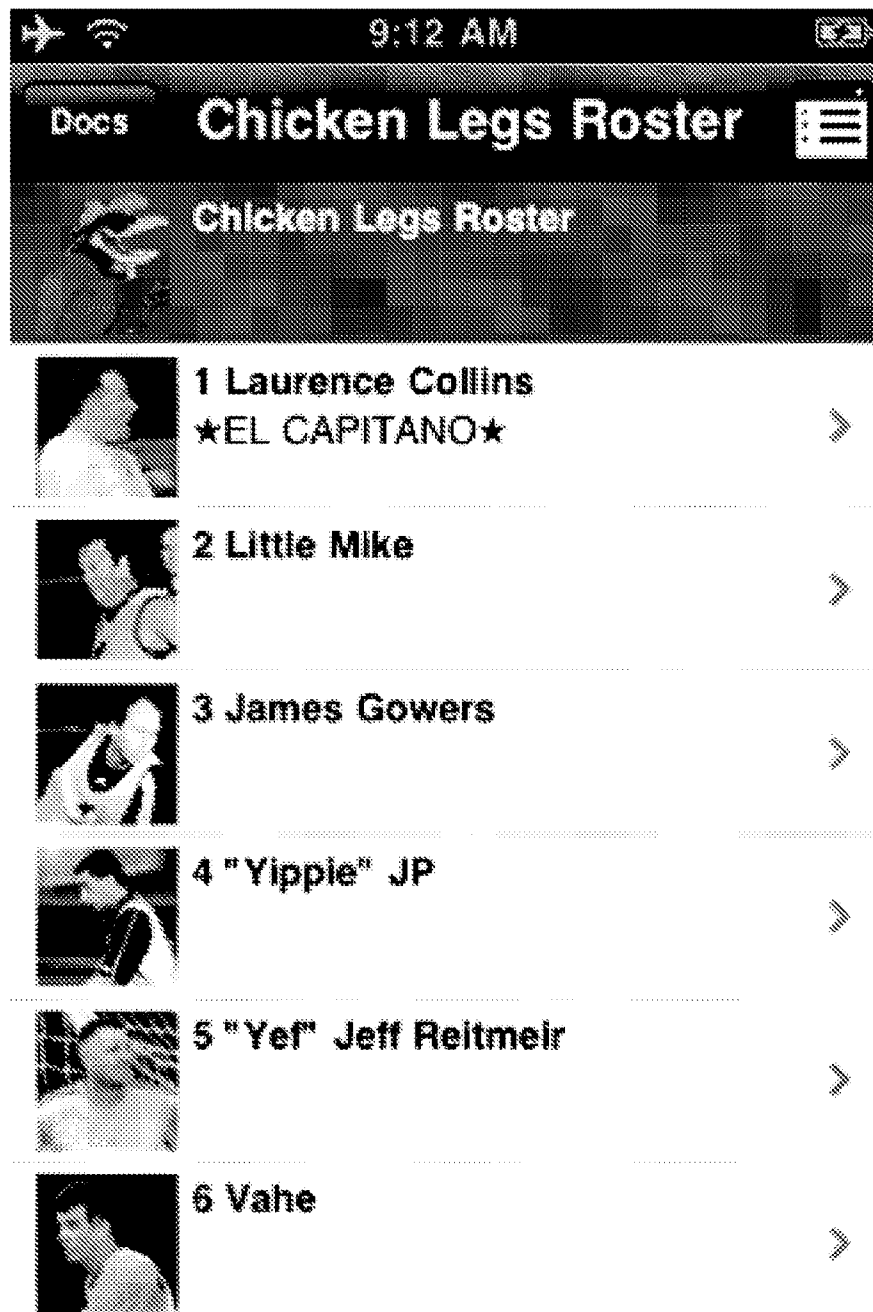 9:12 AM
Docs
Chicken Legs Roster
Chicken Legs Roster
1 Laurence Collins
★EL CAPITANO★
2 Little Mike
3 James Gowers
4 "Yippie" JP
5 "Yef" Jeff Reitmeir
6 Vahe